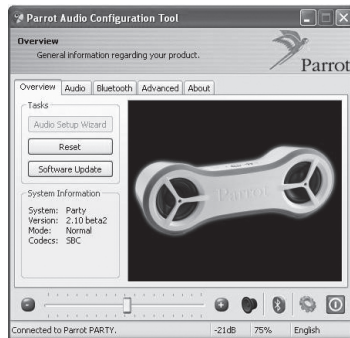 Parrot Audio Configuration Tool
Overview
General information regarding your product.
Parrot
Overview Audio Bluetooth Advanced About
Tasks
Audio Setup Wizard
Reset
Software Update
System Information
System: Party
Version: 2.10 beta2
Mode: Normal
Codecs: SBC
Parrot
Connected to Parrot PARTY. -21dB 75% English